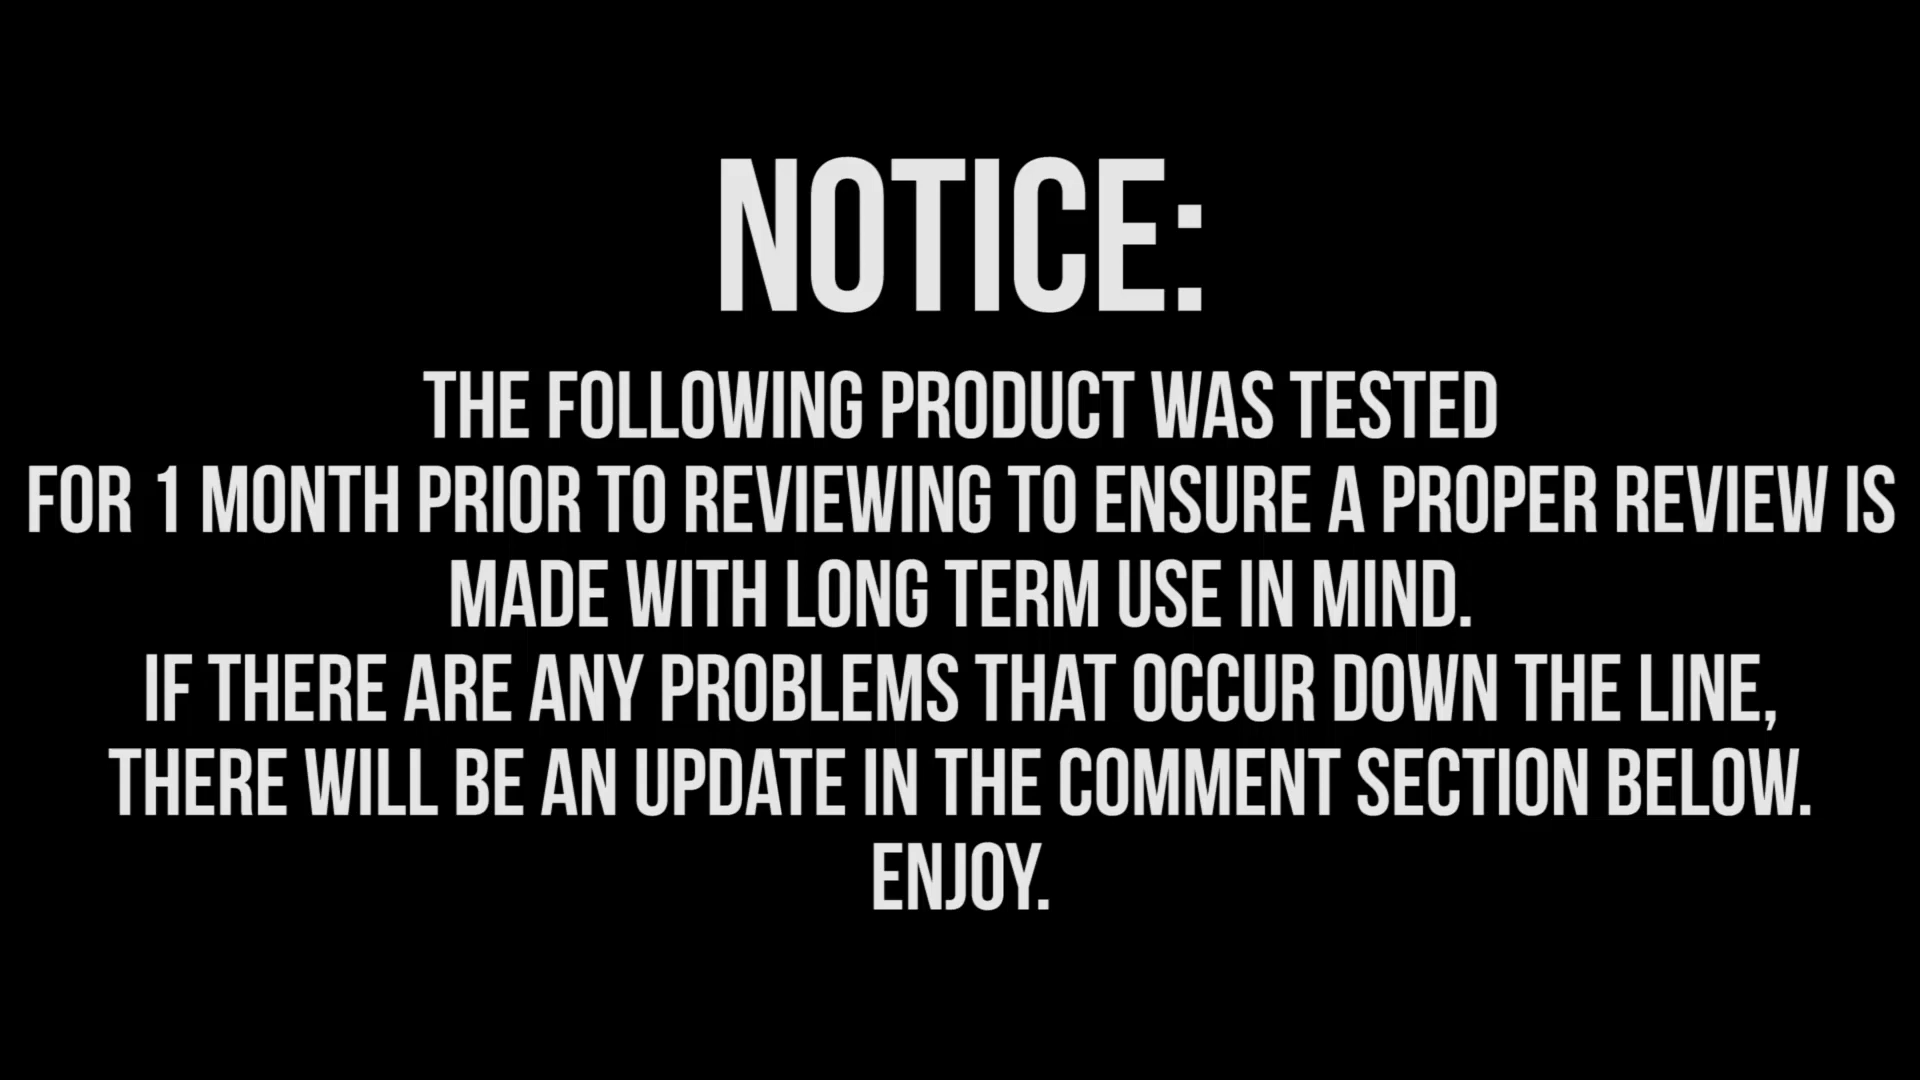 NOTICE:
THE FOLLOWING PRODUCT WAS TESTED
FOR 1 MONTH PRIOR TO REVIEWING TO ENSURE A PROPER REVIEW IS
MADE WITH LONG TERM USE IN MIND.
IF THERE ARE ANY PROBLEMS THAT OCCUR DOWN THE LINE,
THERE WILL BE AN UPDATE IN THE COMMENT SECTION BELOW.
ENJOY.